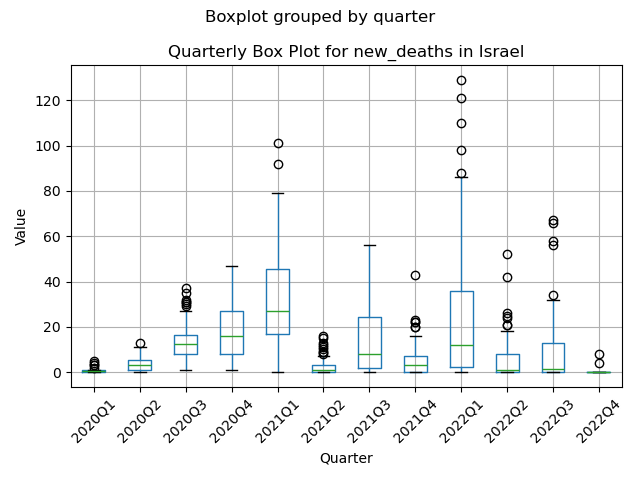 Boxplot grouped by quarter
Quarterly Box Plot for new_deaths in Israel
120
100
80
60
40
20
0
Value
2020Q1
2020Q2
2020Q3
2020Q4
2021Q1
2021Q2
2021Q3
2021Q4
2022Q1
2022Q2
2022Q3
2022Q4
Quarter